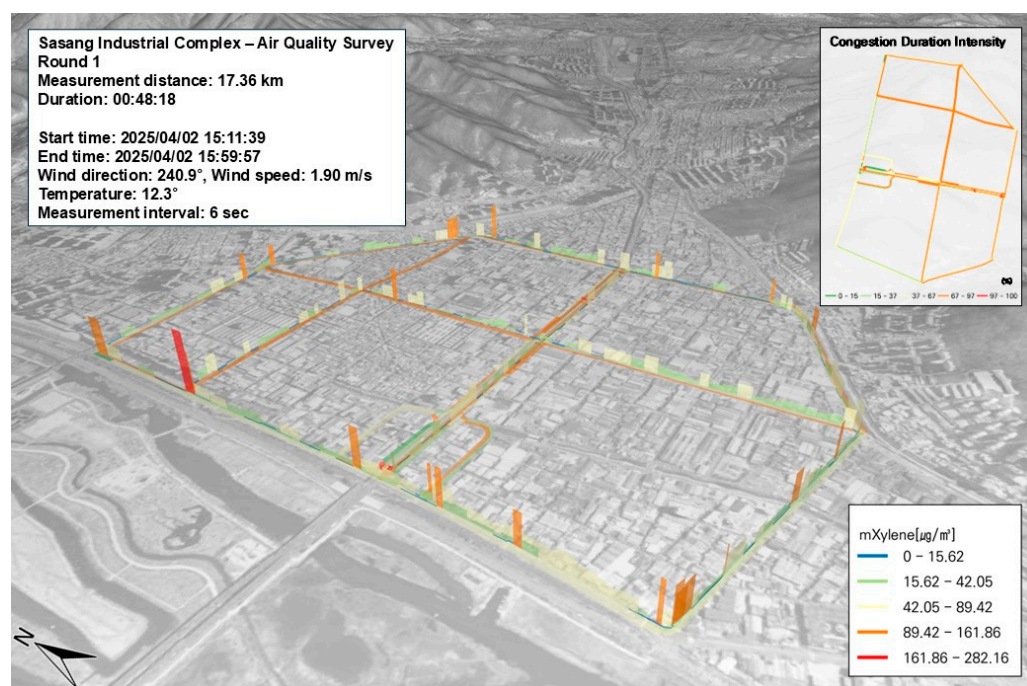 Sasang Industrial Complex – Air Quality Survey
Round 1
Measurement distance: 17.36 km
Duration: 00:48:18
Start time: 2025/04/02 15:11:39
End time: 2025/04/02 15:59:57
Wind direction: 240.9°, Wind speed: 1.90 m/s
Temperature: 12.3°
Measurement interval: 6 sec
Congestion Duration Intensity
(%)
0 – 15 15 – 37 37 – 67 67 – 97 97 – 100
mXylene[㎍/㎥]
0 – 15.62
15.62 – 42.05
42.05 – 89.42
89.42 – 161.86
161.86 – 282.16
N